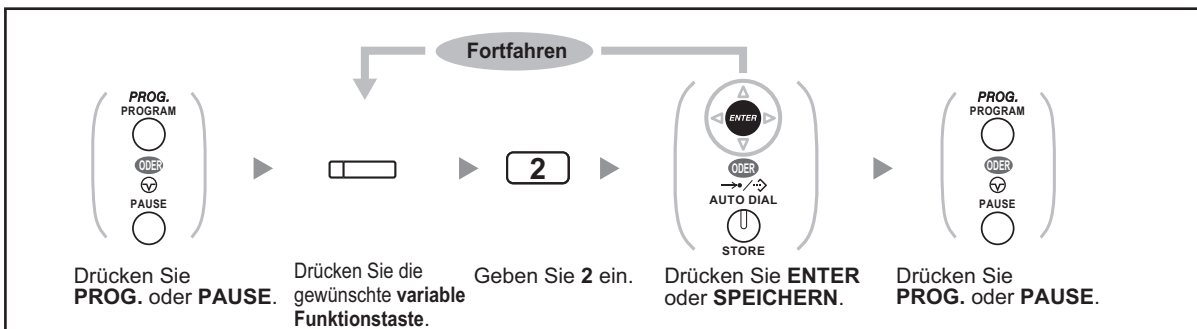 Fortfahren
PROG.
PROGRAM
ODER
PAUSE
2
ENTER
ODER
AUTO DIAL
STORE
PROG.
PROGRAM
ODER
PAUSE
Drücken Sie
PROG. oder PAUSE.
Drücken Sie die
gewünschte variable
Funktionstaste.
Geben Sie 2 ein.
Drücken Sie ENTER
oder SPEICHERN.
Drücken Sie
PROG. oder PAUSE.